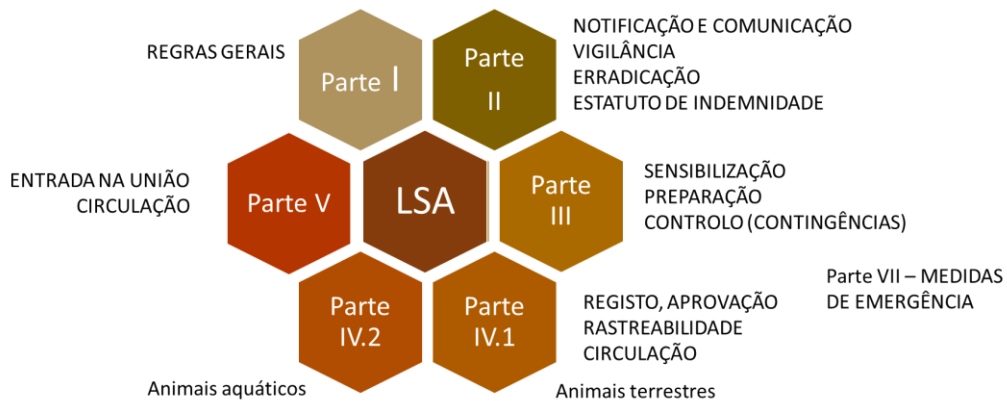 REGRAS GERAIS
Parte I
Parte
II
NOTIFICAÇÃO E COMUNICAÇÃO
VIGILÂNCIA
ERRADICAÇÃO
ESTATUTO DE INDEMNIDADE
ENTRADA NA UNIÃO
CIRCULAÇÃO
Parte V
LSA
Parte
III
SENSIBILIZAÇÃO
PREPARAÇÃO
CONTROLO (CONTINGÊNCIAS)
Parte VII – MEDIDAS
DE EMERGÊNCIA
Parte
IV.2
Parte
IV.1
REGISTO, APROVAÇÃO
RASTREABILIDADE
CIRCULAÇÃO
Animais aquáticos
Animais terrestres